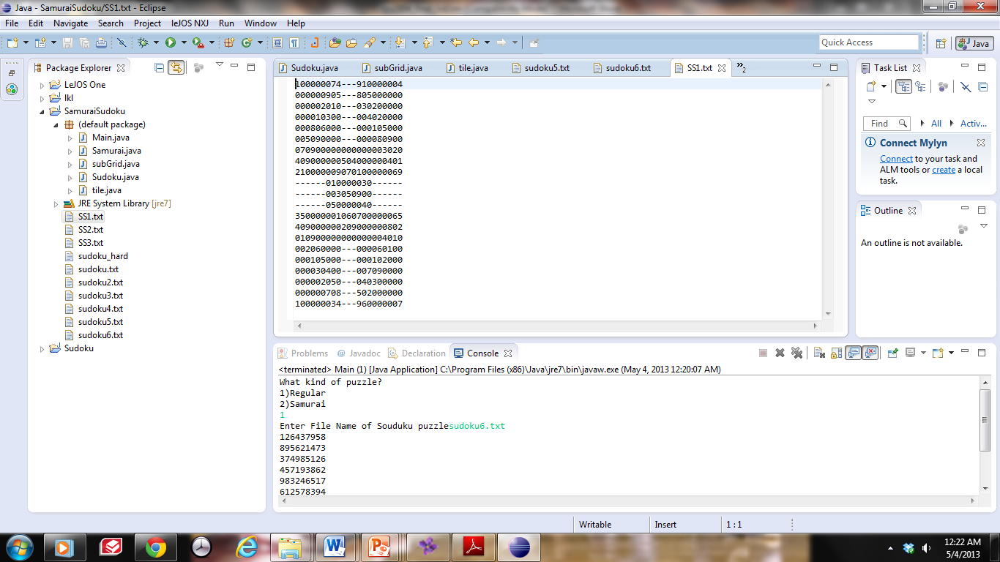 Java - SamuraiSudoku/SS1.txt - Eclipse
File Edit Navigate Search Project leJOS NXJ Run Window Help
Quick Access
Java
Package Explorer
LeJOS One
lkl
SamuraiSudoku
(default package)
Main.java
Samurai.java
subGrid.java
Sudoku.java
tile.java
JRE System Library [jre7]
SS1.txt
SS2.txt
SS3.txt
sudoku_hard
sudoku.txt
sudoku2.txt
sudoku3.txt
sudoku4.txt
sudoku5.txt
sudoku6.txt
Sudoku
Sudoku.java subGrid.java tile.java sudoku5.txt sudoku6.txt SS1.txt »2
100000074---910000004
000000905---805000000
000002010---030200000
000010300---004020000
000806000---000105000
005090000---000080900
070900000000000003020
409000000504000000401
210000009070100000069
------010000030------
------003050900------
------050000040------
350000001060700000065
409000000209000000802
010900000000000004010
002060000---000060100
000105000---000102000
000030400---007090000
000002050---040300000
000000708---502000000
100000034---960000007
Task List
Find All Activ...
Connect Mylyn
Connect to your task and
ALM tools or create a local
task.
Outline
An outline is not available.
Problems @ Javadoc Declaration Console
<terminated> Main (1) [Java Application] C:\Program Files (x86)\Java\jre7\bin\javaw.exe (May 4, 2013 12:20:07 AM)
What kind of puzzle?
1)Regular
2)Samurai
1
Enter File Name of Souduku puzzlesudoku6.txt
126437958
895621473
374985126
457193862
983246517
612578394
Writable Insert 1 : 1
12:22 AM
5/4/2013